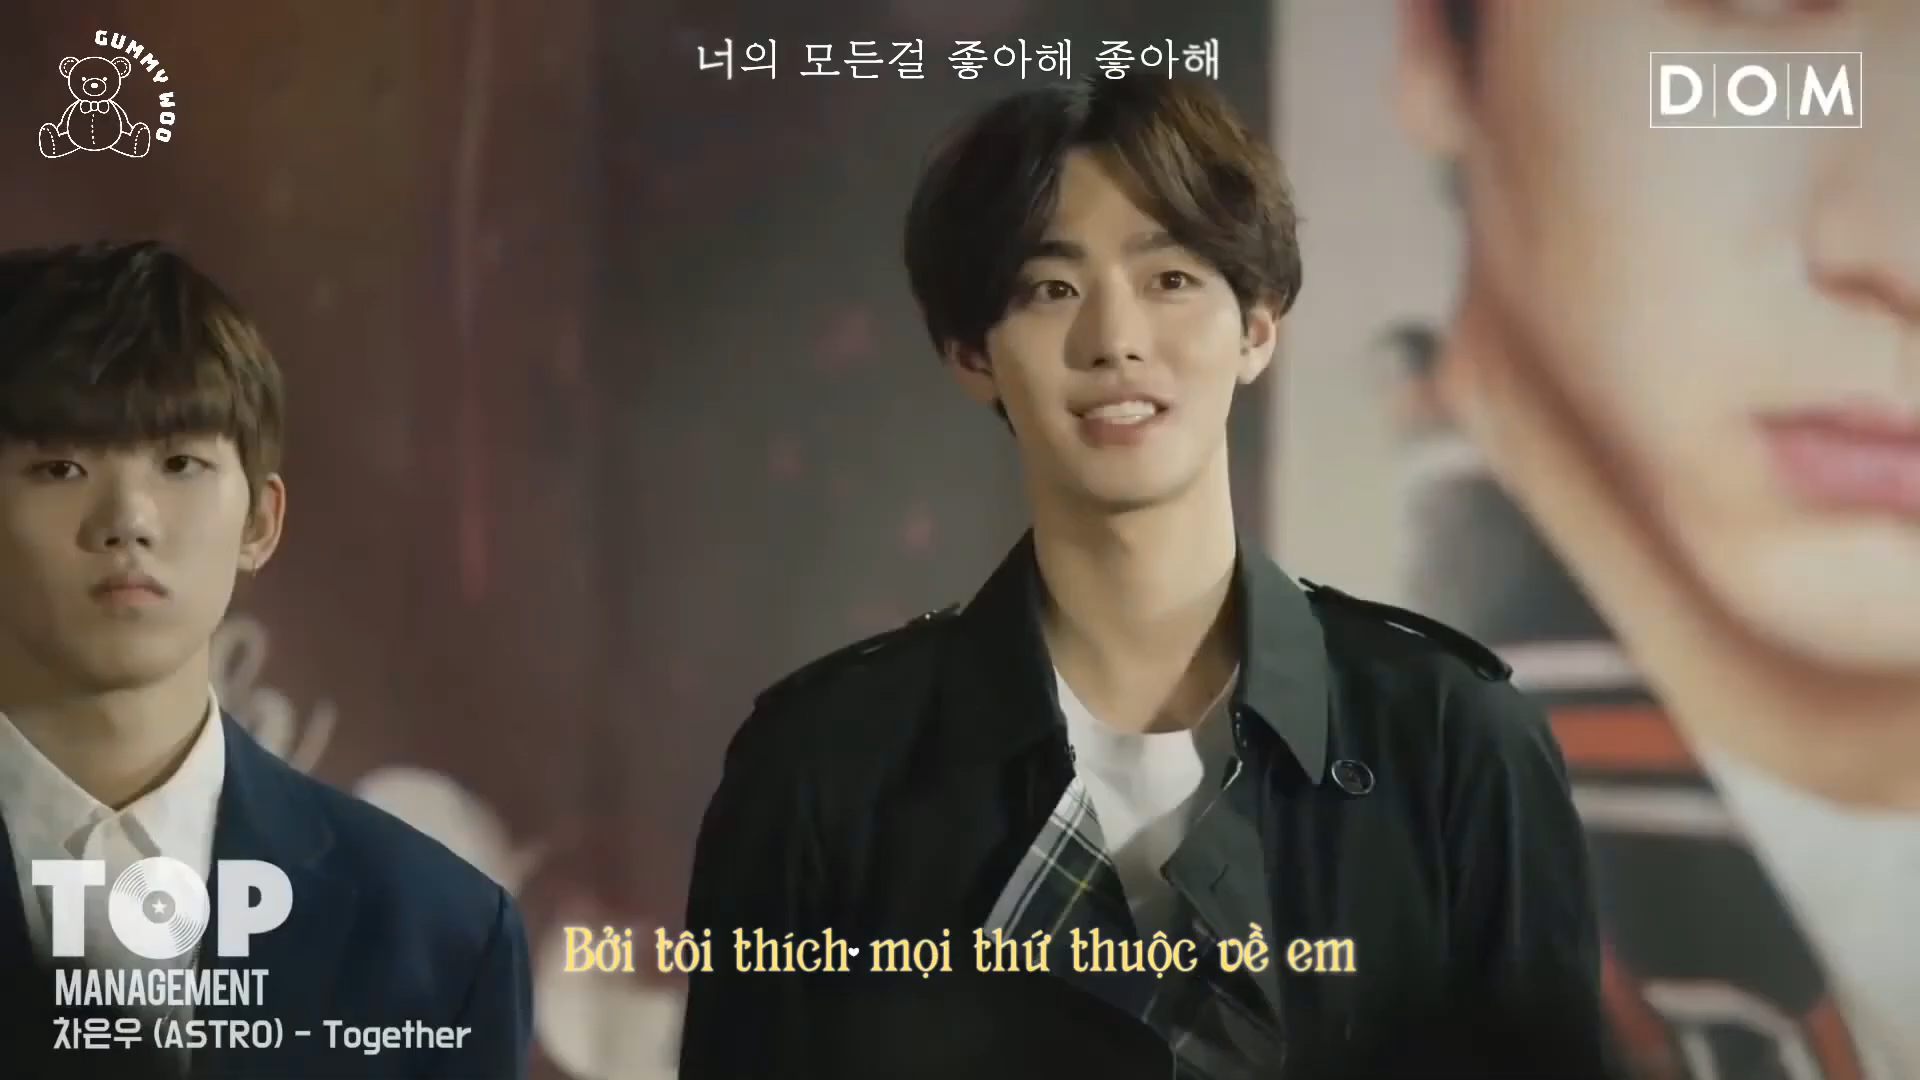 GUMMY WOO
너의 모든걸 좋아해 좋아해
DOM
Bởi tôi thích mọi thứ thuộc về em
TOP
MANAGEMENT
차은우 (ASTRO) - Together